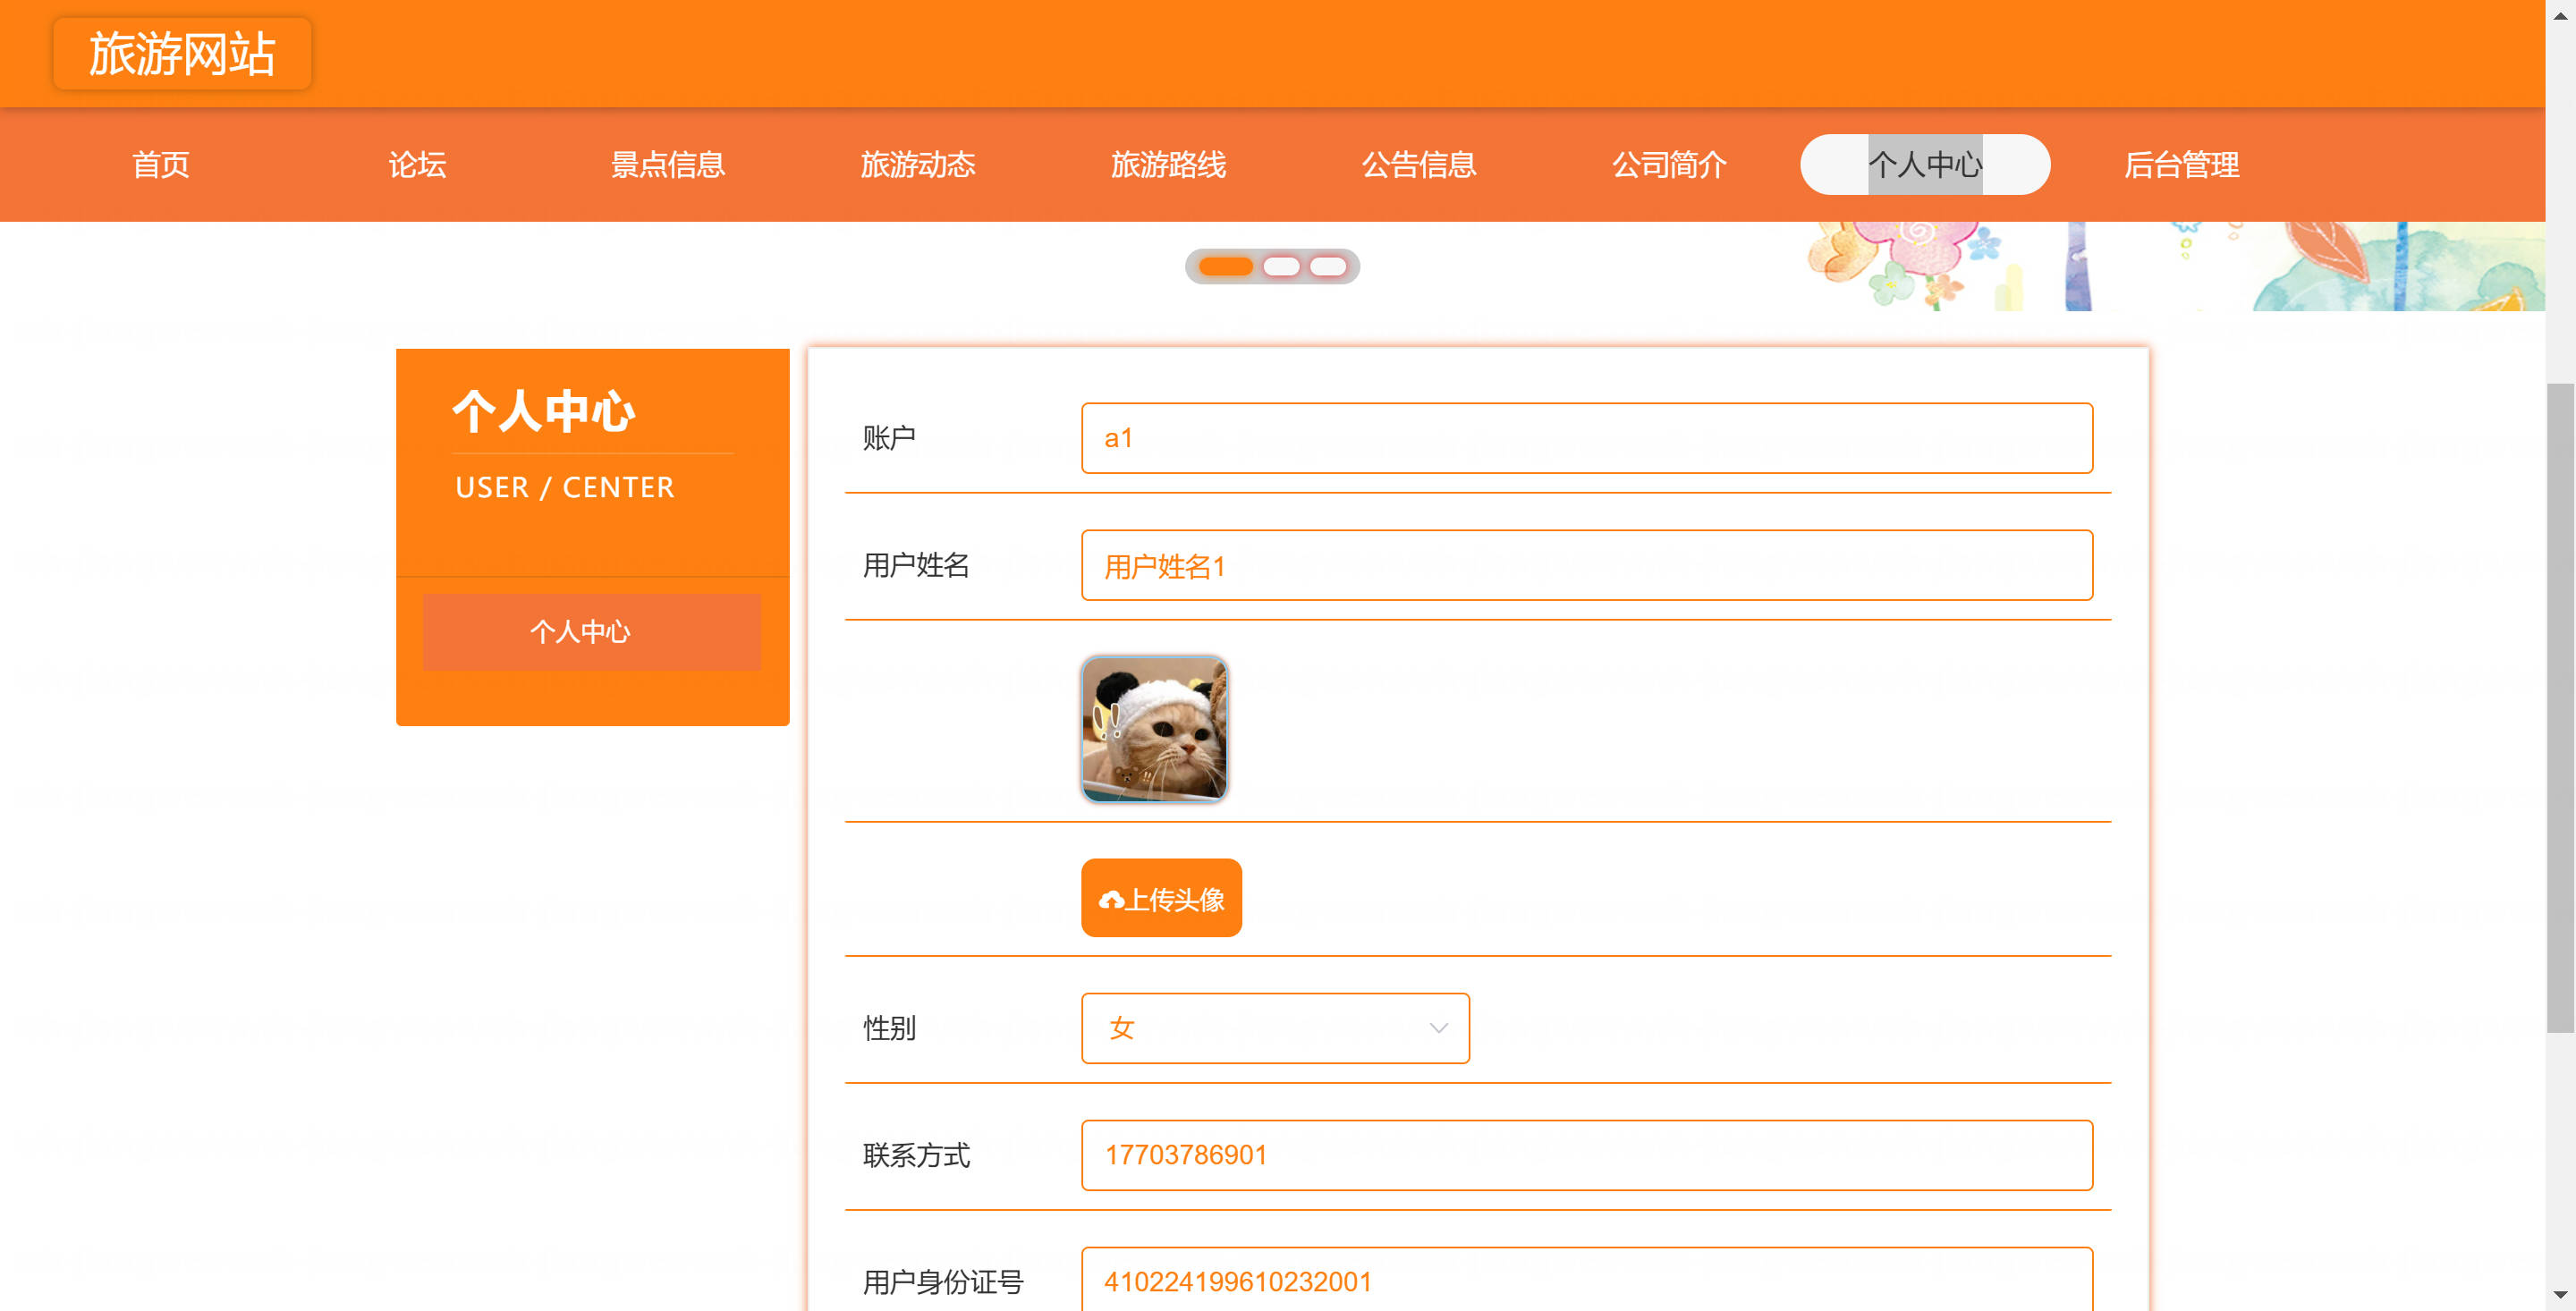 旅游网站
首页 论坛 景点信息 旅游动态 旅游路线 公告信息 公司简介 个人中心 后台管理
个人中心
USER / CENTER
个人中心
账户 a1
用户姓名 用户姓名1
上传头像
性别 女
联系方式 17703786901
用户身份证号 410224199610232001